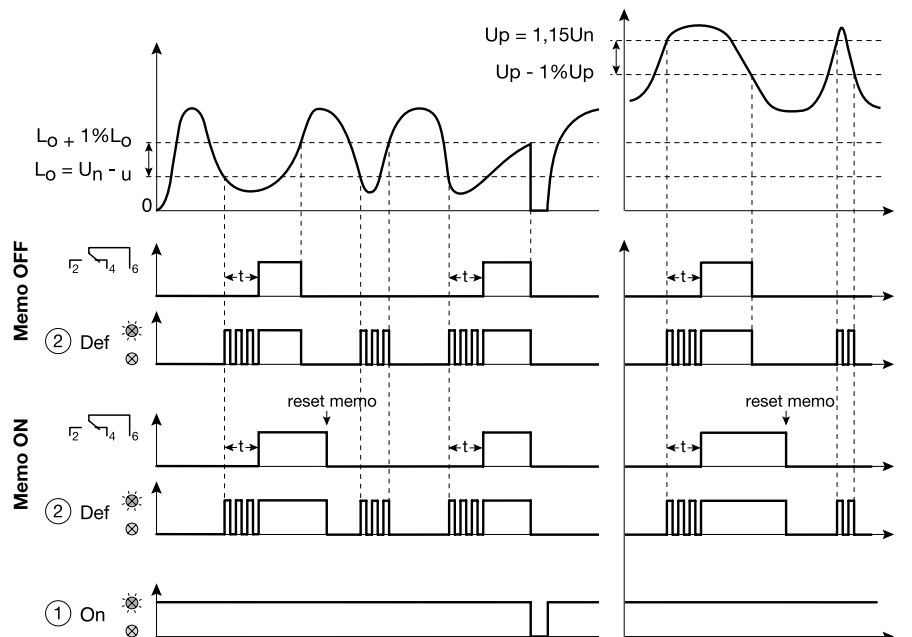 Up = 1,15Un
Up - 1%Up
Lo + 1%Lo
Lo = Un - u
0
Memo OFF
2 4 6
t t t
2 Def
Memo ON
reset memo reset memo
2 4 6
t t t
2 Def
1 On